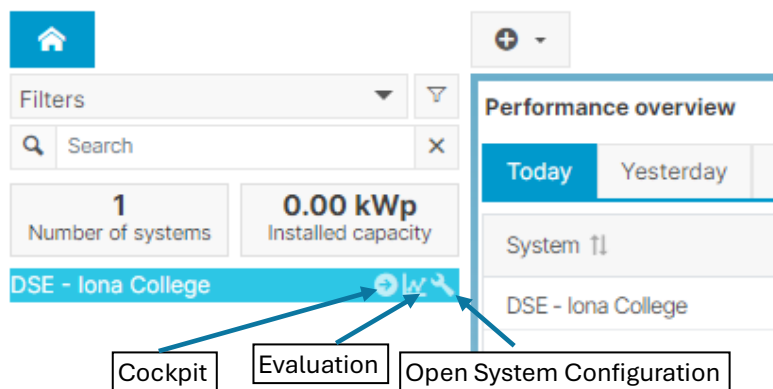 Filters
Search
1
Number of systems
0.00 kWp
Installed capacity
DSE - Iona College
Performance overview
Today
Yesterday
System
DSE - Iona College
Cockpit
Evaluation
Open System Configuration